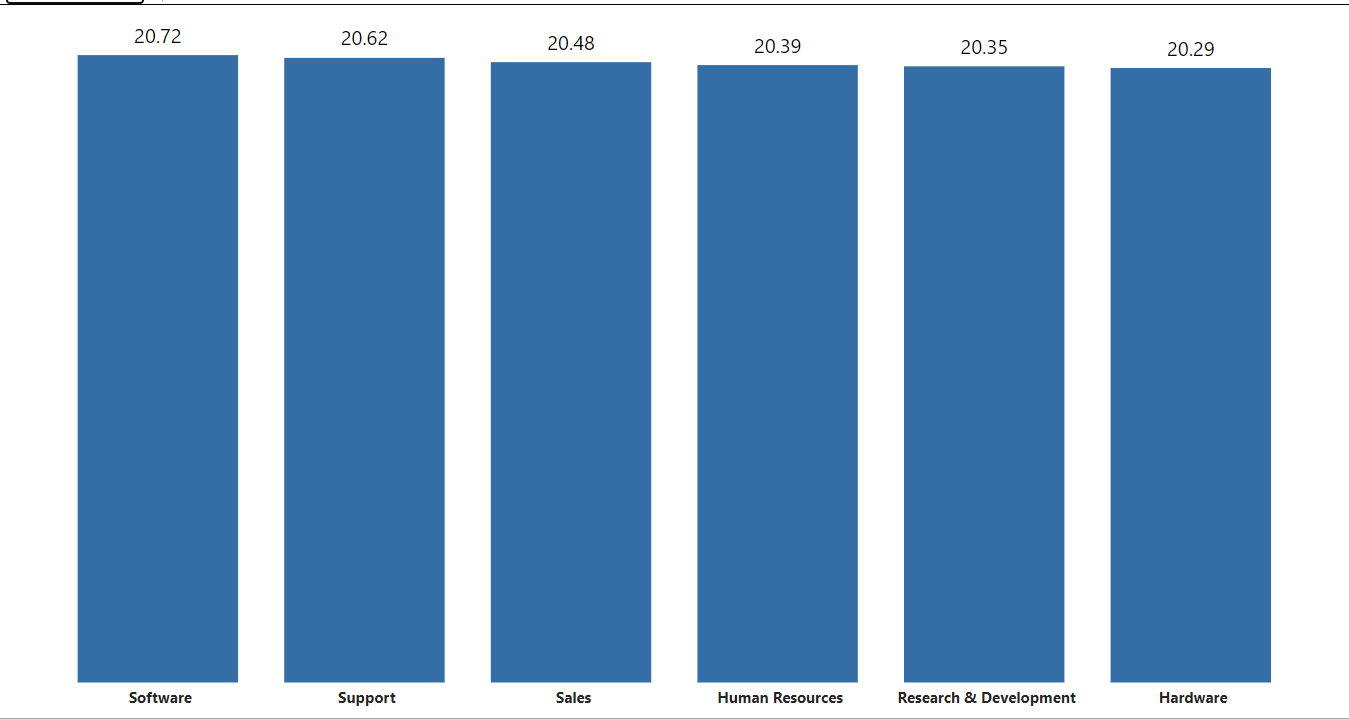 20.72 20.62 20.48 20.39 20.35 20.29
Software Support Sales Human Resources Research & Development Hardware